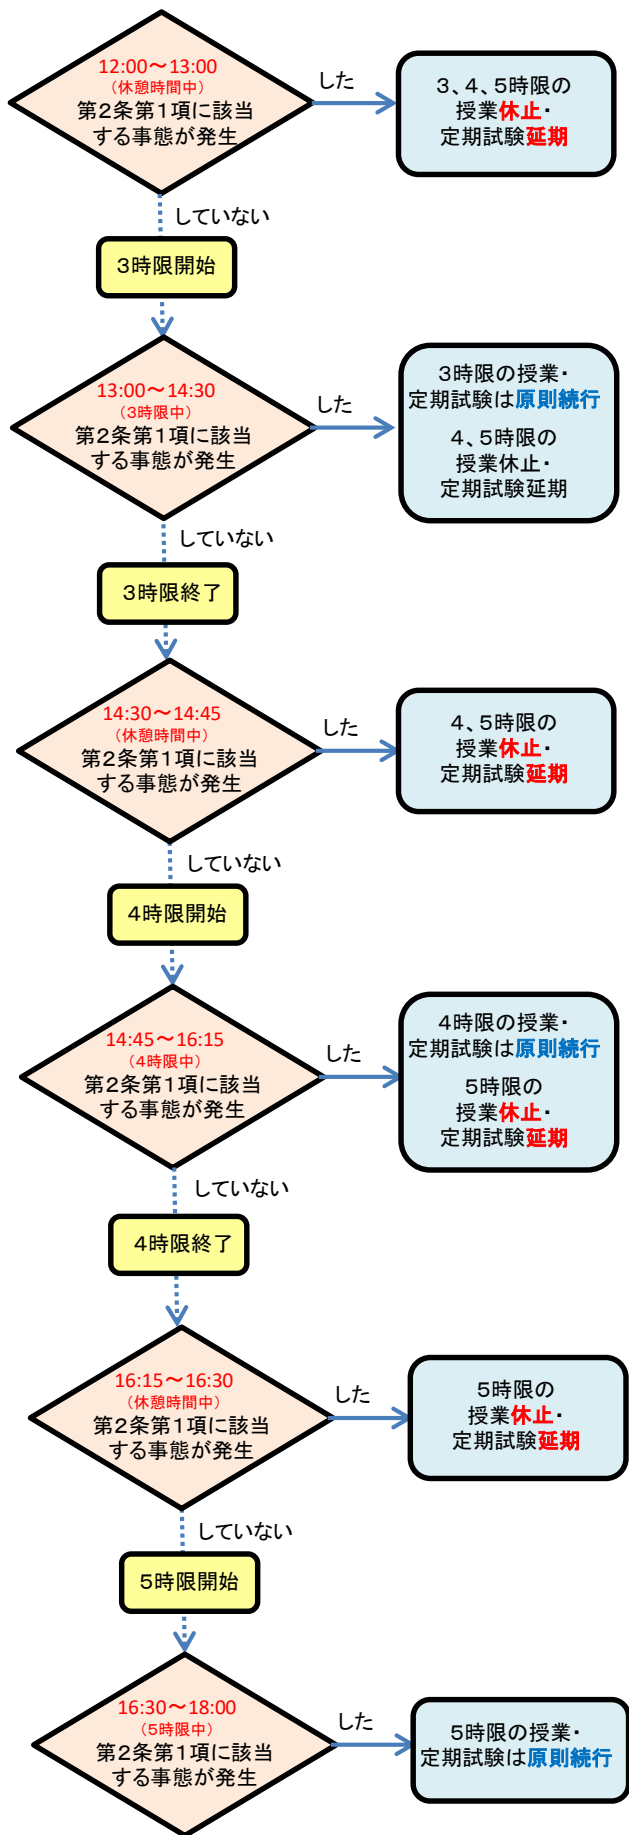 12:00～13:00
（休憩時間中）
第２条第１項に該当
する事態が発生
した
３、４、５時限の
授業休止・
定期試験延期
していない
３時限開始
13:00～14:30
（３時限中）
第２条第１項に該当
する事態が発生
した
３時限の授業・
定期試験は原則続行
４、５時限の
授業休止・
定期試験延期
していない
３時限終了
14:30～14:45
（休憩時間中）
第２条第１項に該当
する事態が発生
した
４、５時限の
授業休止・
定期試験延期
していない
４時限開始
14:45～16:15
（４時限中）
第２条第１項に該当
する事態が発生
した
４時限の授業・
定期試験は原則続行
５時限の
授業休止・
定期試験延期
していない
４時限終了
16:15～16:30
（休憩時間中）
第２条第１項に該当
する事態が発生
した
５時限の
授業休止・
定期試験延期
していない
５時限開始
16:30～18:00
（５時限中）
第２条第１項に該当
する事態が発生
した
５時限の授業・
定期試験は原則続行